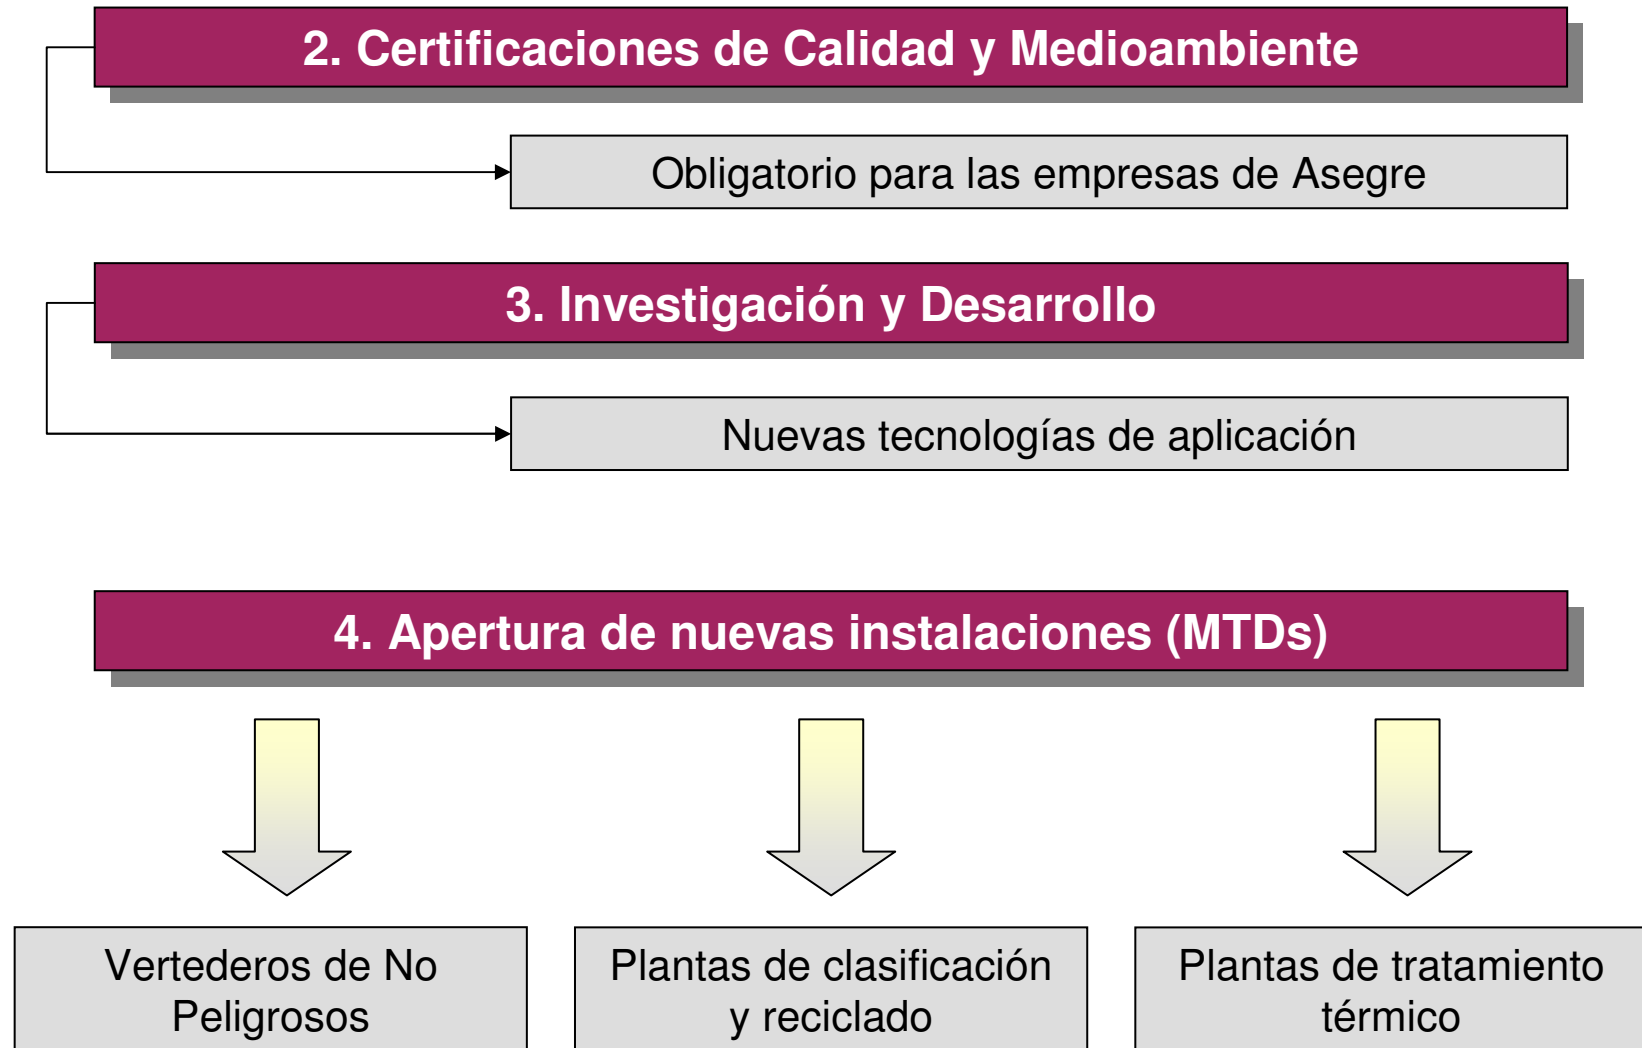 2. Certificaciones de Calidad y Medioambiente
Obligatorio para las empresas de Asegre
3. Investigación y Desarrollo
Nuevas tecnologías de aplicación
4. Apertura de nuevas instalaciones (MTDs)
Vertederos de No
Peligrosos
Plantas de clasificación
y reciclado
Plantas de tratamiento
térmico